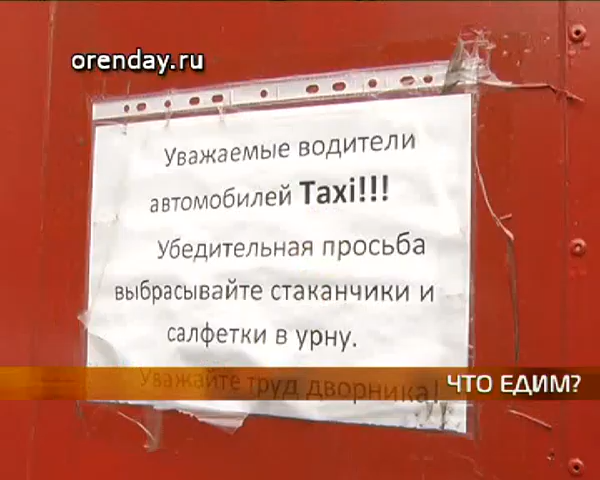 orenday.ru
Уважаемые водители
автомобилей Taxi!!!
Убедительная просьба
выбрасывайте стаканчики и
салфетки в урну.
Уважайте труд дворника!
ЧТО ЕДИМ?